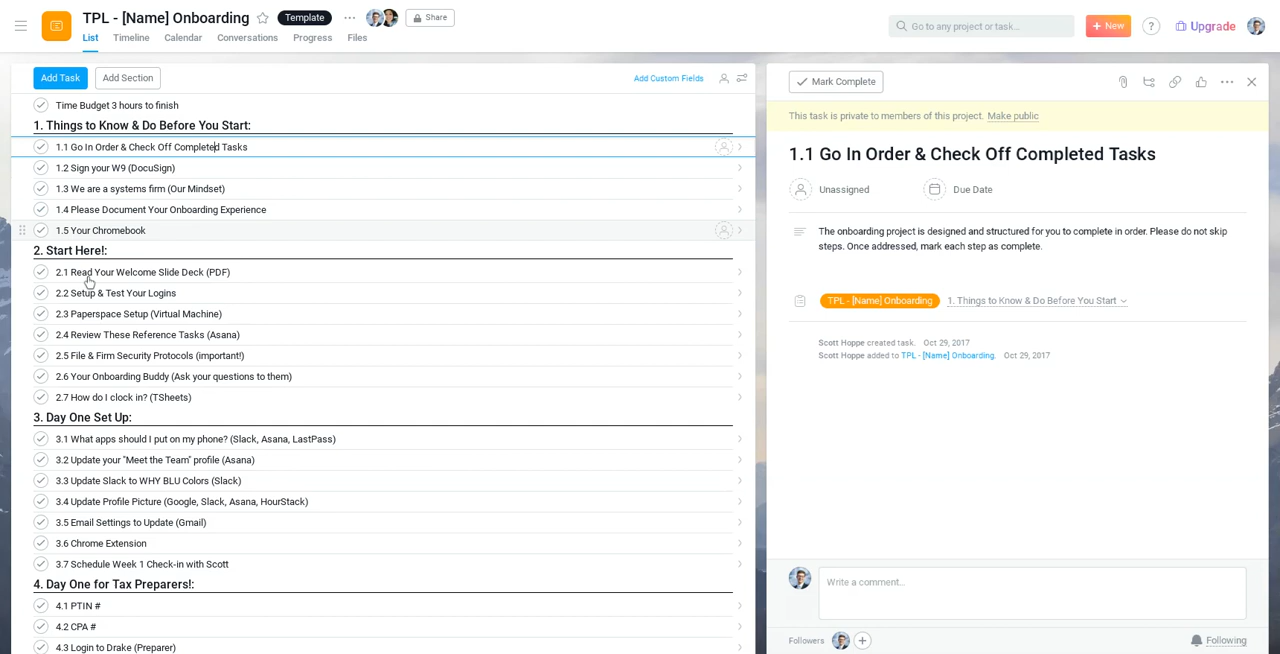 TPL - [Name] Onboarding
Template
Share
Go to any project or task...
+ New
?
Upgrade
List
Timeline
Calendar
Conversations
Progress
Files
Add Task
Add Section
Add Custom Fields
Time Budget 3 hours to finish
1. Things to Know & Do Before You Start:
1.1 Go In Order & Check Off Completed Tasks
1.2 Sign your W9 (DocuSign)
1.3 We are a systems firm (Our Mindset)
1.4 Please Document Your Onboarding Experience
1.5 Your Chromebook
2. Start Here!:
2.1 Read Your Welcome Slide Deck (PDF)
2.2 Setup & Test Your Logins
2.3 Paperspace Setup (Virtual Machine)
2.4 Review These Reference Tasks (Asana)
2.5 File & Firm Security Protocols (important!)
2.6 Your Onboarding Buddy (Ask your questions to them)
2.7 How do I clock in? (TSheets)
3. Day One Set Up:
3.1 What apps should I put on my phone? (Slack, Asana, LastPass)
3.2 Update your "Meet the Team" profile (Asana)
3.3 Update Slack to WHY BLU Colors (Slack)
3.4 Update Profile Picture (Google, Slack, Asana, HourStack)
3.5 Email Settings to Update (Gmail)
3.6 Chrome Extension
3.7 Schedule Week 1 Check-in with Scott
4. Day One for Tax Preparers!:
4.1 PTIN #
4.2 CPA #
4.3 Login to Drake (Preparer)
Mark Complete
This task is private to members of this project. Make public
1.1 Go In Order & Check Off Completed Tasks
Unassigned
Due Date
The onboarding project is designed and structured for you to complete in order. Please do not skip
steps. Once addressed, mark each step as complete.
TPL - [Name] Onboarding
1. Things to Know & Do Before You Start
Scott Hoppe created task. Oct 29, 2017
Scott Hoppe added to TPL - [Name] Onboarding. Oct 29, 2017
Write a comment...
Followers
Following